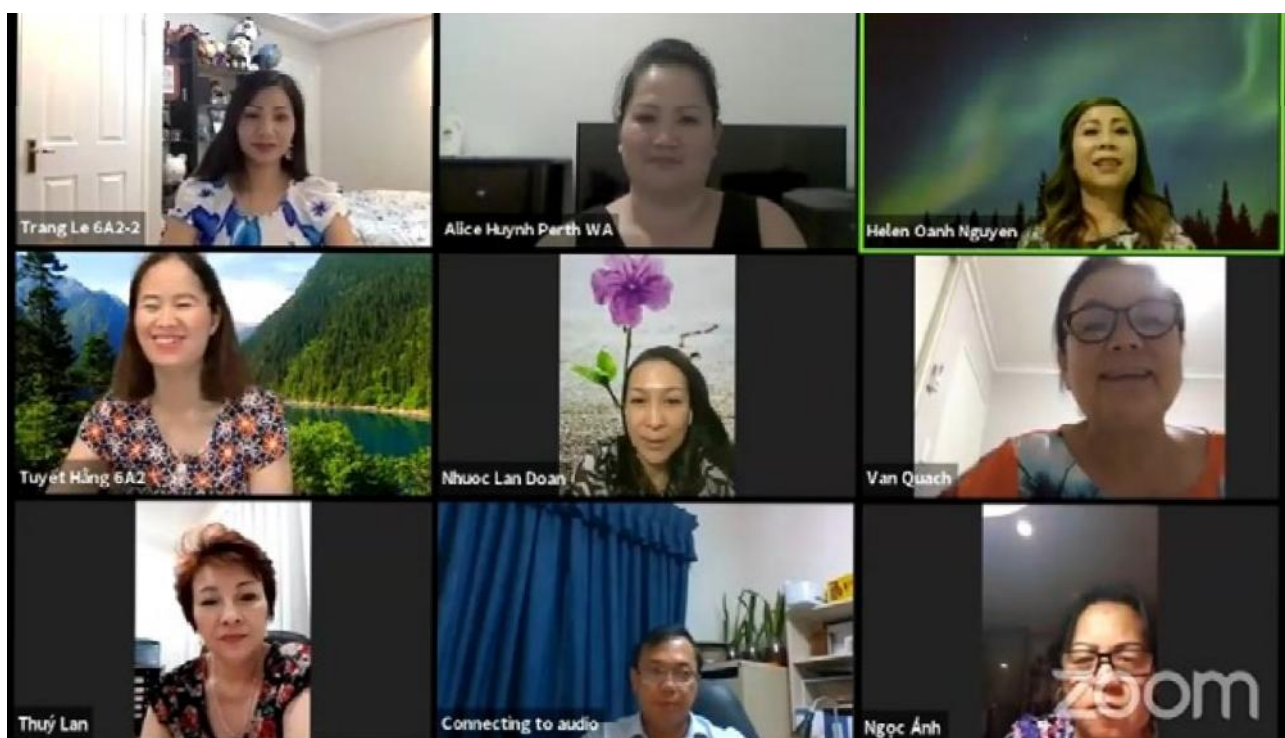 Trang Le 6A2-2
Alice Huynh Perth WA
Helen Oanh Nguyen
Tuyết Hằng 6A2
Nhuoc Lan Doan
Van Quach
Thuý Lan
Connecting to audio
Ngọc Ánh
zoom